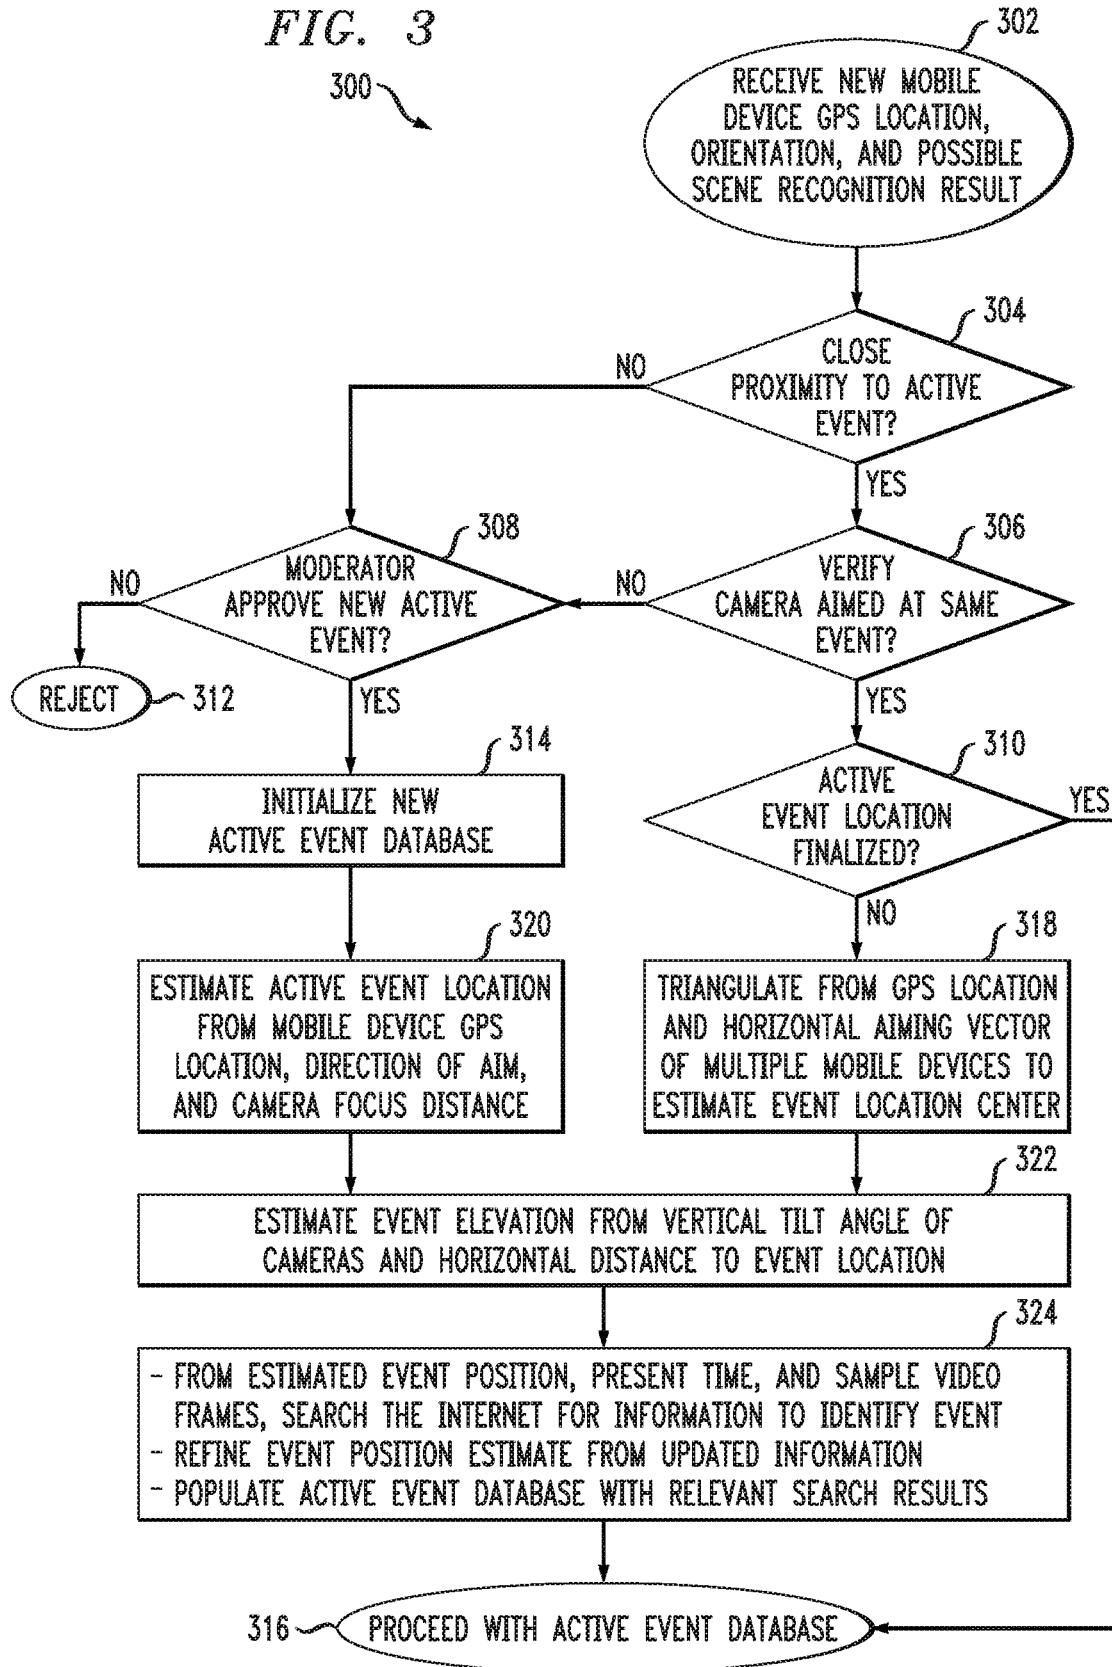 FIG. 3
300
302
RECEIVE NEW MOBILE
DEVICE GPS LOCATION,
ORIENTATION, AND POSSIBLE
SCENE RECOGNITION RESULT
304
CLOSE
PROXIMITY TO ACTIVE
EVENT?
NO
YES
308
MODERATOR
APPROVE NEW ACTIVE
EVENT?
NO
YES
306
VERIFY
CAMERA AIMED AT SAME
EVENT?
NO
YES
REJECT
312
314
INITIALIZE NEW
ACTIVE EVENT DATABASE
310
ACTIVE
EVENT LOCATION
FINALIZED?
YES
NO
320
ESTIMATE ACTIVE EVENT LOCATION
FROM MOBILE DEVICE GPS
LOCATION, DIRECTION OF AIM,
AND CAMERA FOCUS DISTANCE
318
TRIANGULATE FROM GPS LOCATION
AND HORIZONTAL AIMING VECTOR
OF MULTIPLE MOBILE DEVICES TO
ESTIMATE EVENT LOCATION CENTER
322
ESTIMATE EVENT ELEVATION FROM VERTICAL TILT ANGLE OF
CAMERAS AND HORIZONTAL DISTANCE TO EVENT LOCATION
324
- FROM ESTIMATED EVENT POSITION, PRESENT TIME, AND SAMPLE VIDEO
FRAMES, SEARCH THE INTERNET FOR INFORMATION TO IDENTIFY EVENT
- REFINE EVENT POSITION ESTIMATE FROM UPDATED INFORMATION
- POPULATE ACTIVE EVENT DATABASE WITH RELEVANT SEARCH RESULTS
316
PROCEED WITH ACTIVE EVENT DATABASE